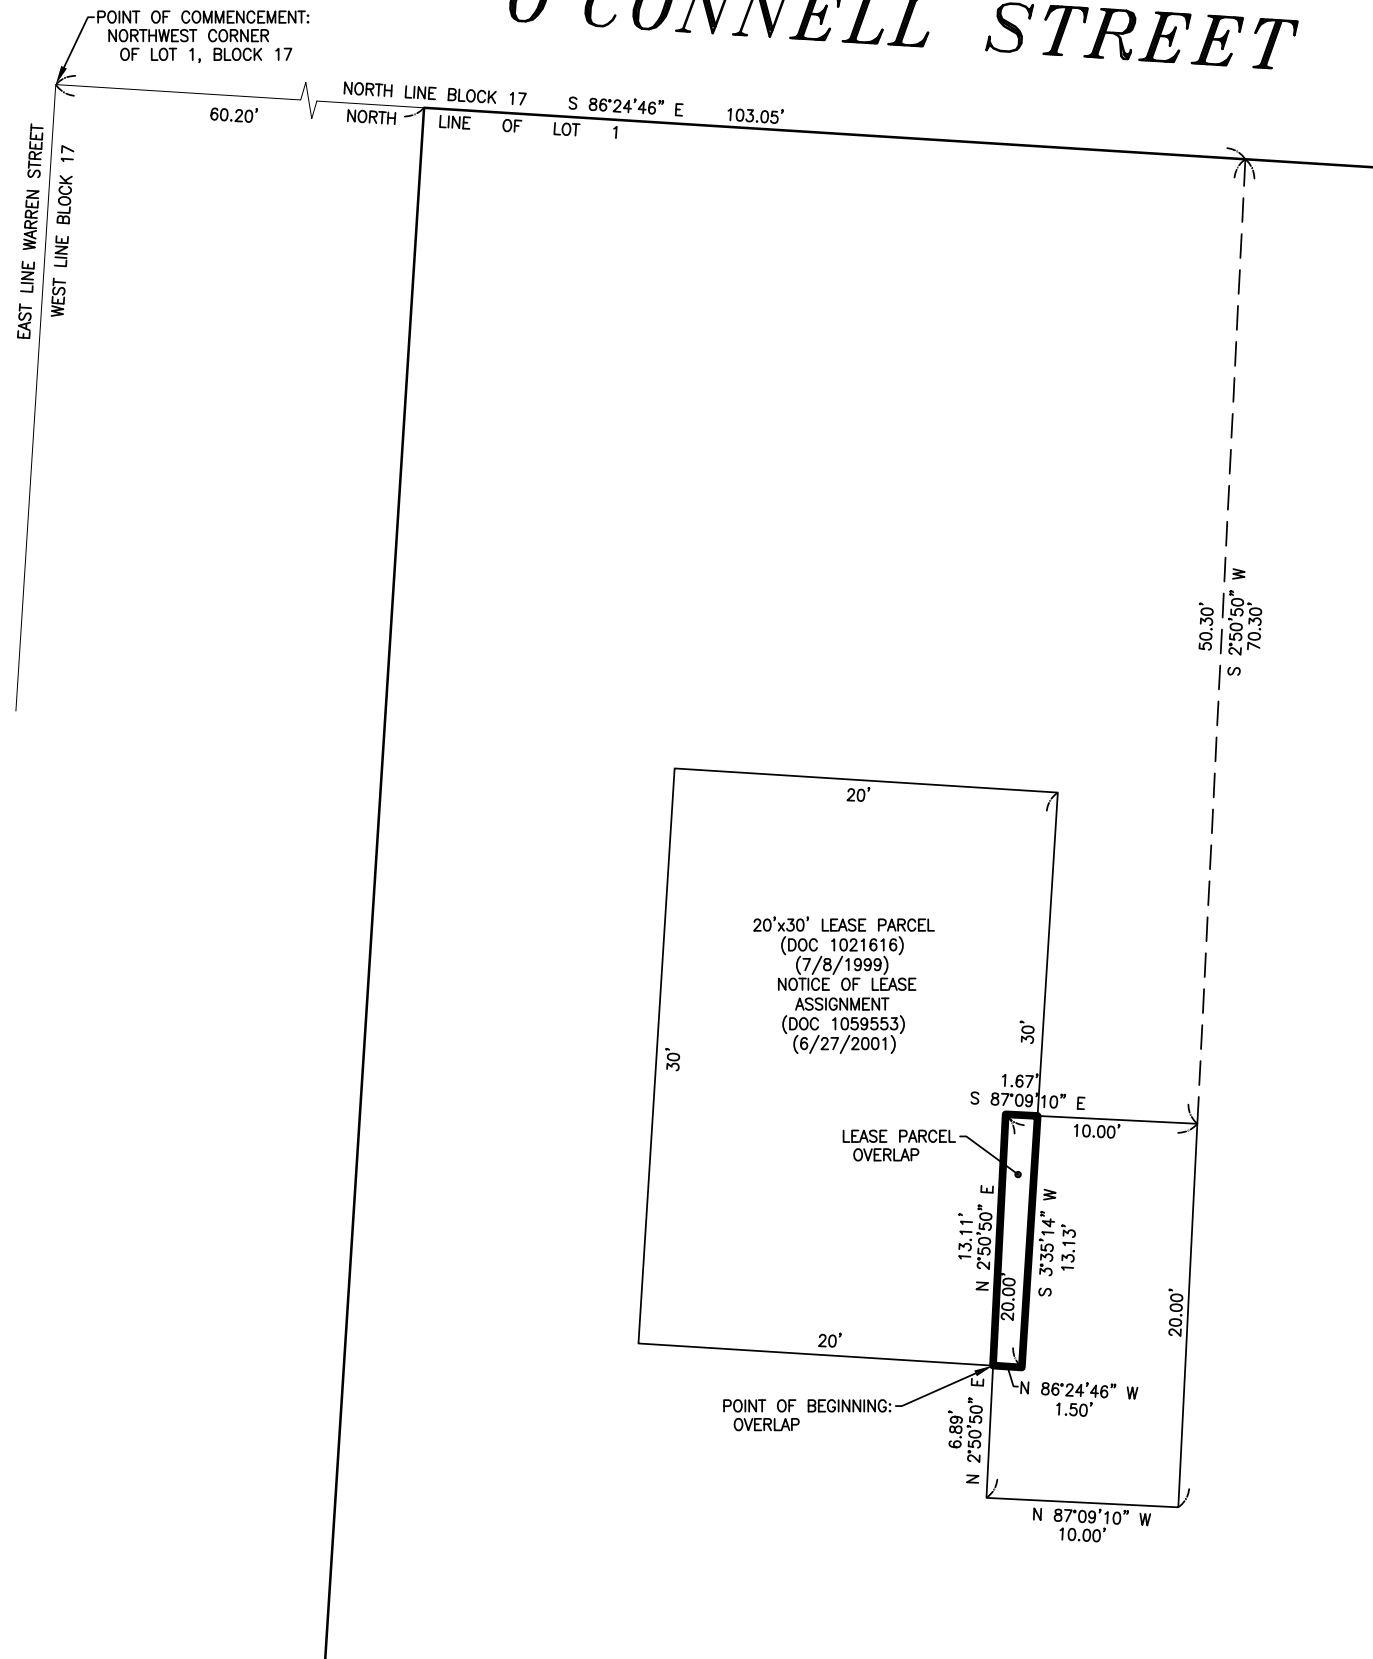 O'CONNELL STREET
POINT OF COMMENCEMENT:
NORTHWEST CORNER
OF LOT 1, BLOCK 17
NORTH LINE BLOCK 17 S 86°24'46" E 103.05'
60.20'
NORTH LINE OF LOT 1
EAST LINE WARREN STREET
WEST LINE BLOCK 17
50.30'
S 2°50'50" W
70.30'
20'
20'x30' LEASE PARCEL
(DOC 1021616)
(7/8/1999)
NOTICE OF LEASE
ASSIGNMENT
(DOC 1059553)
(6/27/2001)
30'
30'
1.67'
S 87°09'10" E
10.00'
LEASE PARCEL
OVERLAP
13.11'
N 2°50'50" E
20.00'
S 3°35'14" W
13.13'
20.00'
20'
POINT OF BEGINNING:
OVERLAP
N 86°24'46" W
1.50'
6.89'
N 2°50'50" E
N 87°09'10" W
10.00'